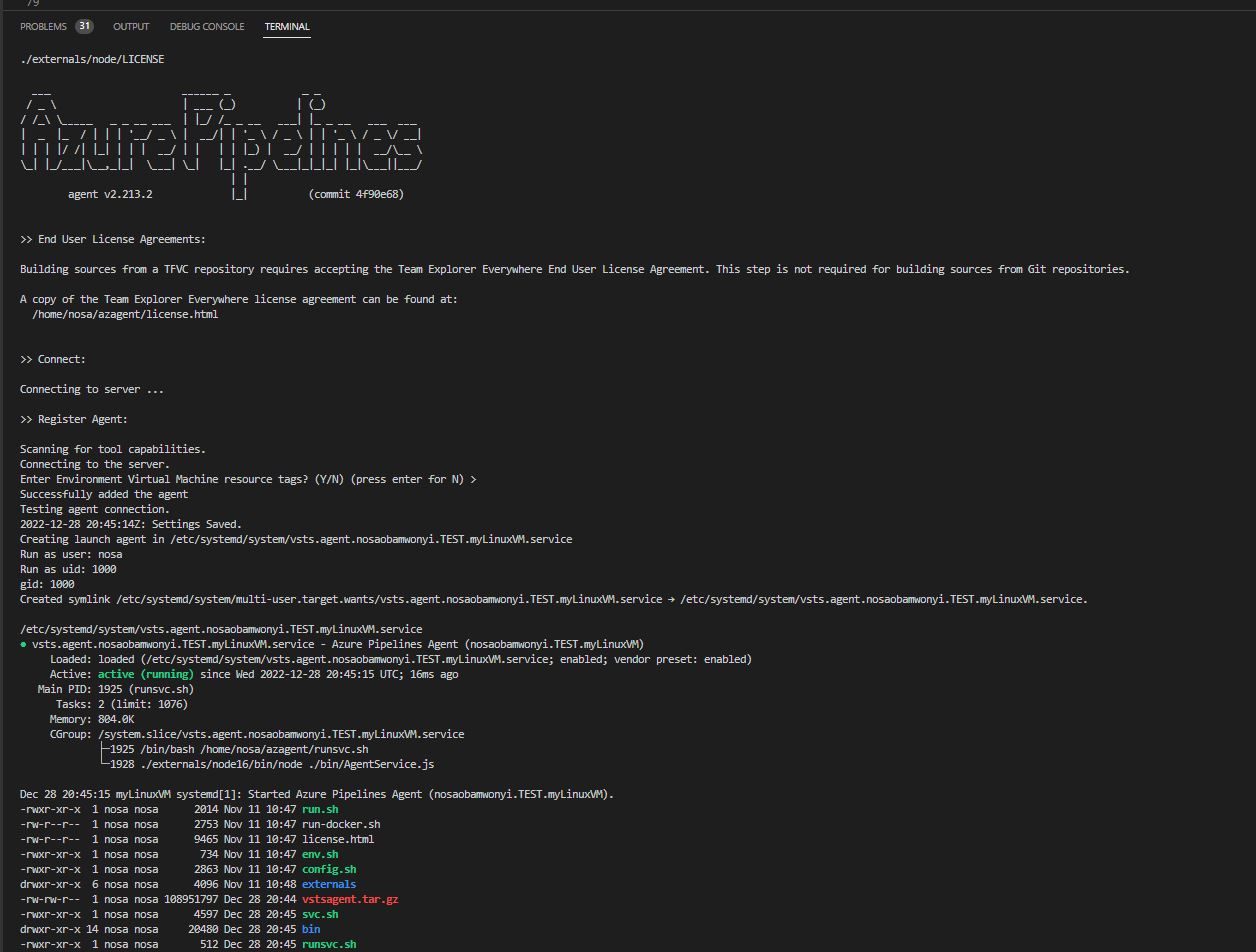 79
PROBLEMS 31 OUTPUT DEBUG CONSOLE TERMINAL
./externals/node/LICENSE
Azure Pipelines
agent v2.213.2 (commit 4f90e68)
>> End User License Agreements:
Building sources from a TFVC repository requires accepting the Team Explorer Everywhere End User License Agreement. This step is not required for building sources from Git repositories.
A copy of the Team Explorer Everywhere license agreement can be found at:
/home/nosa/azagent/license.html
>> Connect:
Connecting to server ...
>> Register Agent:
Scanning for tool capabilities.
Connecting to the server.
Enter Environment Virtual Machine resource tags? (Y/N) (press enter for N) >
Successfully added the agent
Testing agent connection.
2022-12-28 20:45:14Z: Settings Saved.
Creating launch agent in /etc/systemd/system/vsts.agent.nosaobamwonyi.TEST.myLinuxVM.service
Run as user: nosa
Run as uid: 1000
gid: 1000
Created symlink /etc/systemd/system/multi-user.target.wants/vsts.agent.nosaobamwonyi.TEST.myLinuxVM.service → /etc/systemd/system/vsts.agent.nosaobamwonyi.TEST.myLinuxVM.service.
/etc/systemd/system/vsts.agent.nosaobamwonyi.TEST.myLinuxVM.service
● vsts.agent.nosaobamwonyi.TEST.myLinuxVM.service - Azure Pipelines Agent (nosaobamwonyi.TEST.myLinuxVM)
Loaded: loaded (/etc/systemd/system/vsts.agent.nosaobamwonyi.TEST.myLinuxVM.service; enabled; vendor preset: enabled)
Active: active (running) since Wed 2022-12-28 20:45:15 UTC; 16ms ago
Main PID: 1925 (runsvc.sh)
Tasks: 2 (limit: 1076)
Memory: 804.0K
CGroup: /system.slice/vsts.agent.nosaobamwonyi.TEST.myLinuxVM.service
├─1925 /bin/bash /home/nosa/azagent/runsvc.sh
└─1928 ./externals/node16/bin/node ./bin/AgentService.js
Dec 28 20:45:15 myLinuxVM systemd[1]: Started Azure Pipelines Agent (nosaobamwonyi.TEST.myLinuxVM).
-rwxr-xr-x 1 nosa nosa 2014 Nov 11 10:47 run.sh
-rw-r--r-- 1 nosa nosa 2753 Nov 11 10:47 run-docker.sh
-rw-r--r-- 1 nosa nosa 9465 Nov 11 10:47 license.html
-rwxr-xr-x 1 nosa nosa 734 Nov 11 10:47 env.sh
-rwxr-xr-x 1 nosa nosa 2863 Nov 11 10:47 config.sh
drwxr-xr-x 6 nosa nosa 4096 Nov 11 10:48 externals
-rw-rw-r-- 1 nosa nosa 108951797 Dec 28 20:44 vstsagent.tar.gz
-rwxr-xr-x 1 nosa nosa 4597 Dec 28 20:45 svc.sh
drwxr-xr-x 14 nosa nosa 20480 Dec 28 20:45 bin
-rwxr-xr-x 1 nosa nosa 512 Dec 28 20:45 runsvc.sh